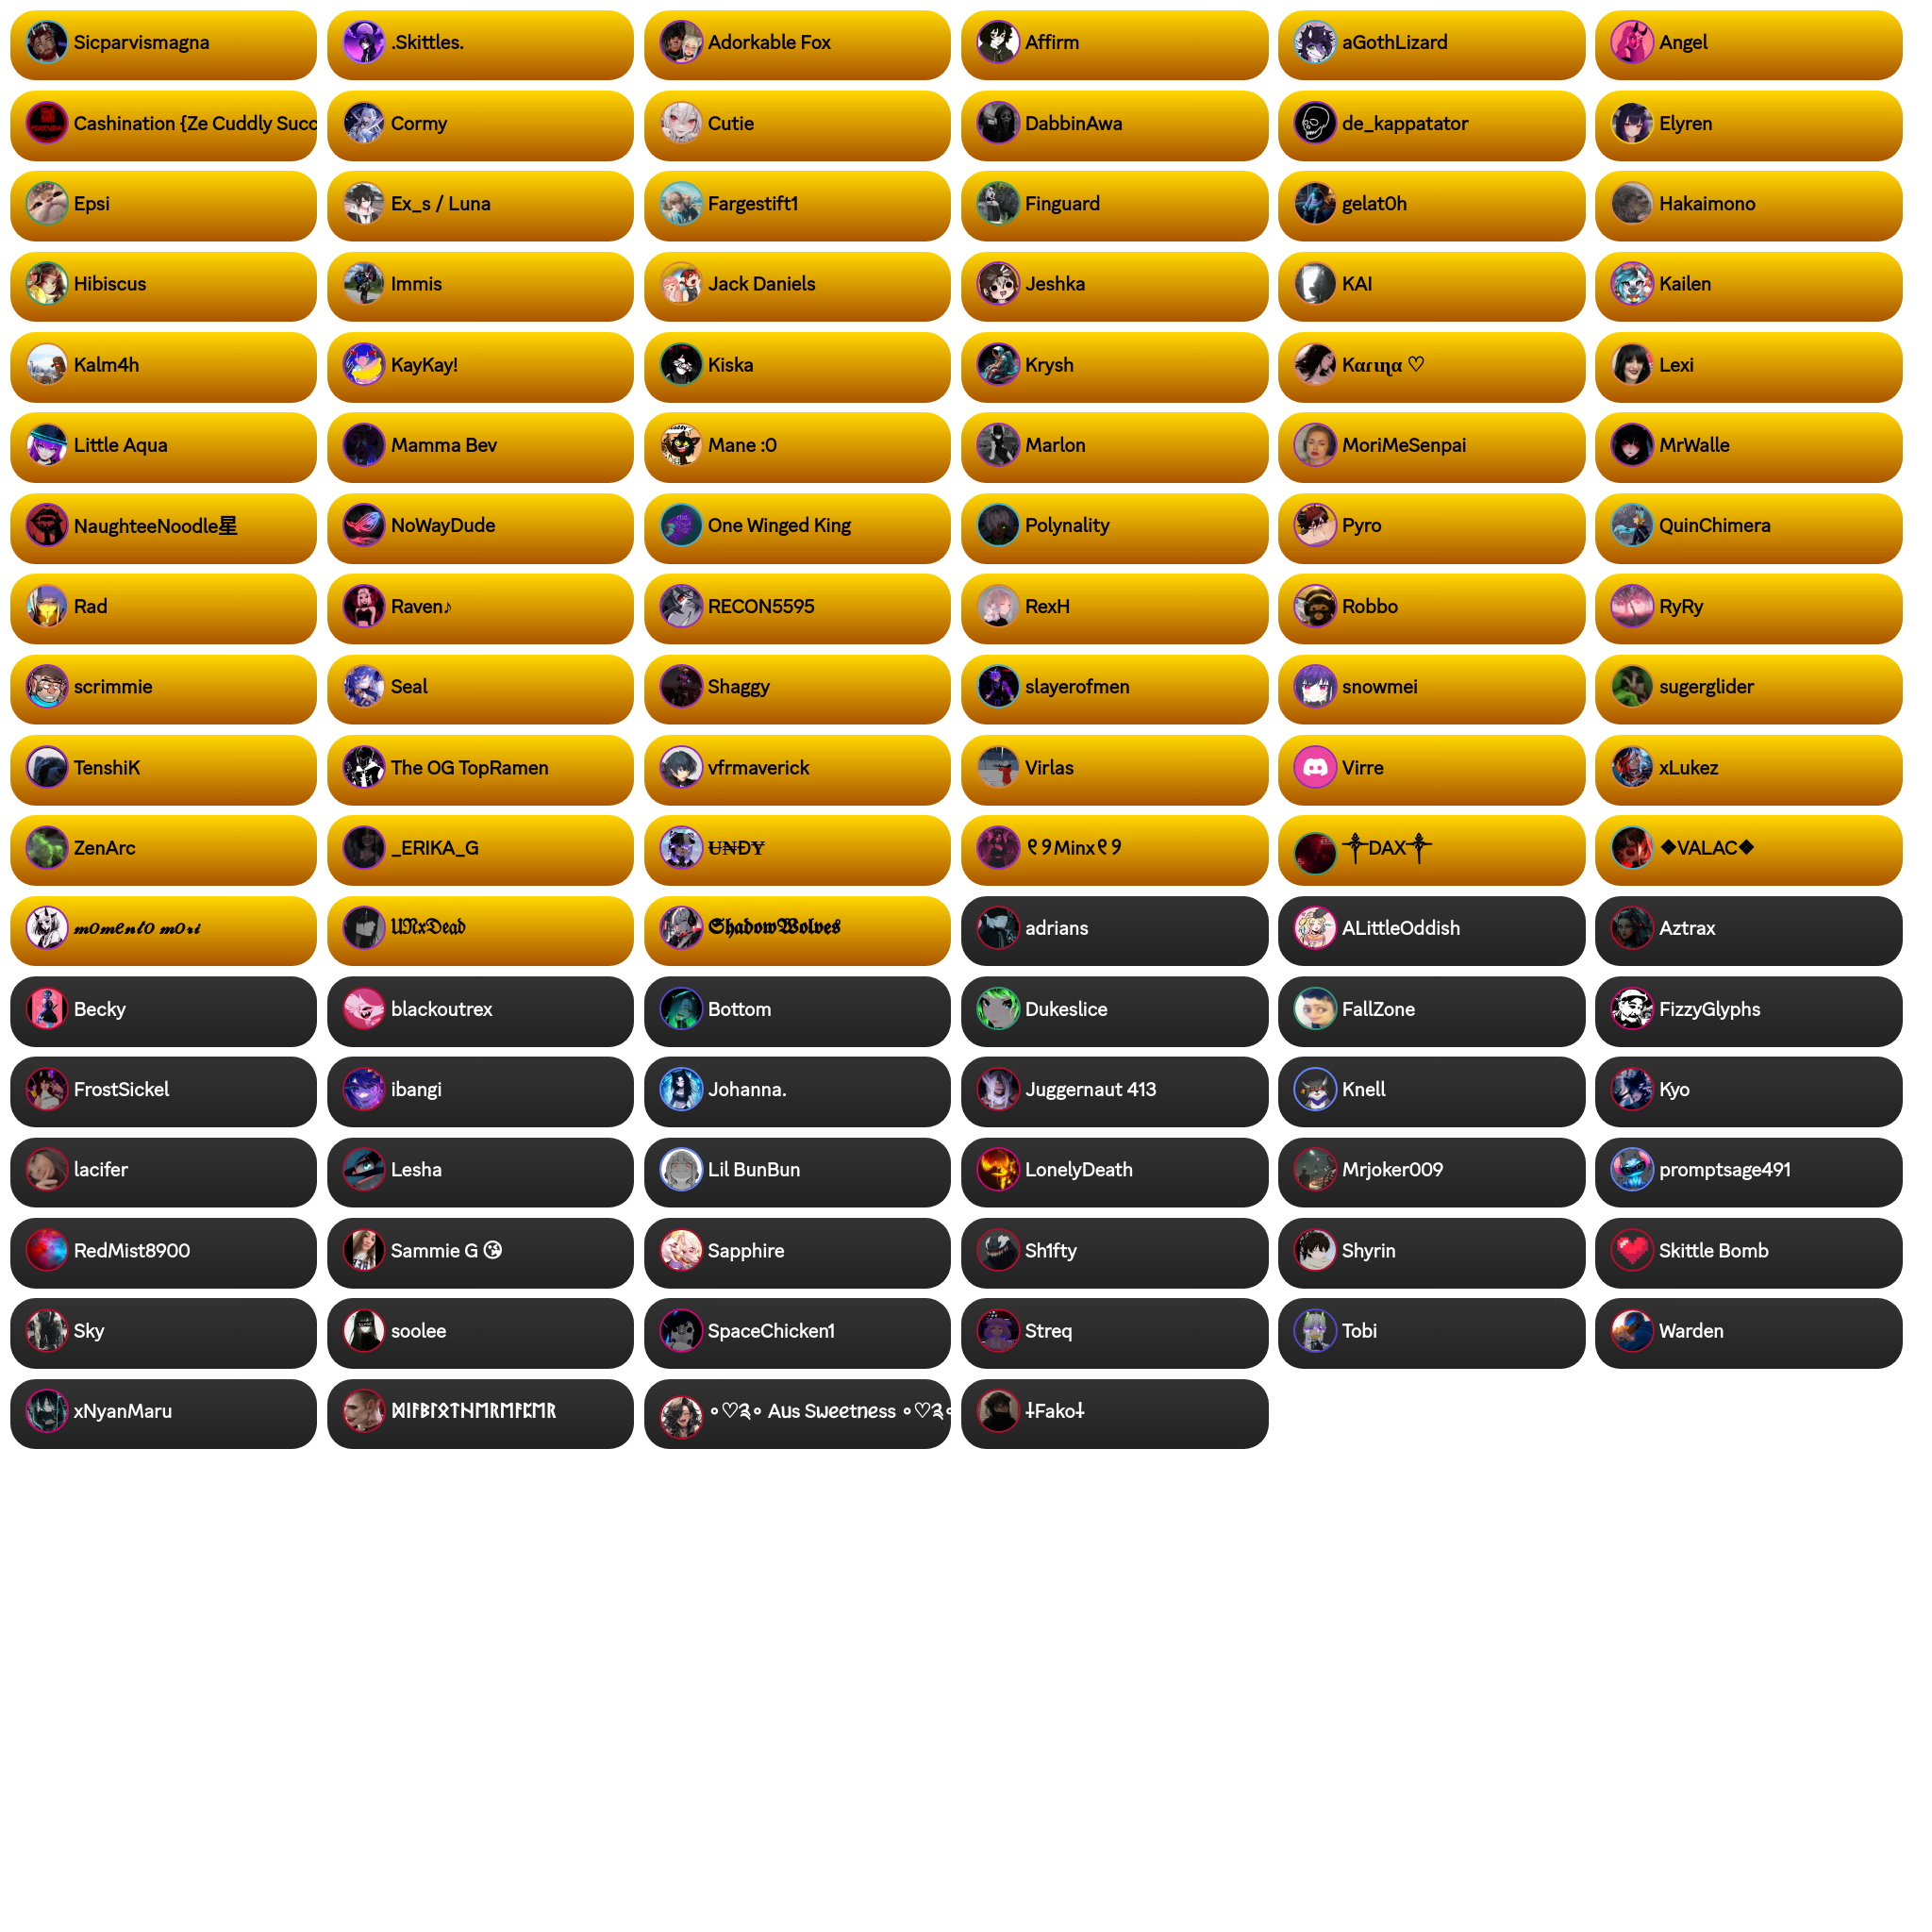 Sicparvismagna
.Skittles.
Adorkable Fox
Affirm
aGothLizard
Angel
Cashination {Ze Cuddly Succ
Cormy
Cutie
DabbinAwa
de_kappatator
Elyren
Epsi
Ex_s / Luna
Fargestift1
Finguard
gelat0h
Hakaimono
Hibiscus
Immis
Jack Daniels
Jeshka
KAI
Kailen
Kalm4h
KayKay!
Kiska
Krysh
Kαɾιηα ♡
Lexi
Little Aqua
Mamma Bev
Mane :0
Marlon
MoriMeSenpai
MrWalle
NaughteeNoodle星
NoWayDude
One Winged King
Polynality
Pyro
QuinChimera
Rad
Raven♪
RECON5595
RexH
Robbo
RyRy
scrimmie
Seal
Shaggy
slayerofmen
snowmei
sugerglider
TenshiK
The OG TopRamen
vfrmaverick
Virlas
Virre
xLukez
ZenArc
_ERIKA_G
U̶₦ĐɎ
୧୨Minx୧୨
⸸DAX⸸
❖VALAC❖
𝓶𝓸𝓶𝓮𝓷𝓽𝓸 𝓶𝓸𝓻𝓲
𝔘𝔑𝔵𝔇𝔢𝔞𝔡
𝕾𝖍𝖆𝖉𝖔𝖜𝖂𝖔𝖑𝖛𝖊𝖘
adrians
ALittleOddish
Aztrax
Becky
blackoutrex
Bottom
Dukeslice
FallZone
FizzyGlyphs
FrostSickel
ibangi
Johanna.
Juggernaut 413
Knell
Kyo
lacifer
Lesha
Lil BunBun
LonelyDeath
Mrjoker009
promptsage491
RedMist8900
Sammie G 😘
Sapphire
Sh1fty
Shyrin
Skittle Bomb
Sky
soolee
SpaceChicken1
Streq
Tobi
Warden
xNyanMaru
ᛞᛁᚨᛒᛚᛟᛏᚺᛖᚱᛖᚨᛈᛖᚱ
∘♡༉∘ Aus Sweetness ∘♡༉∘
⸸Fako⸸